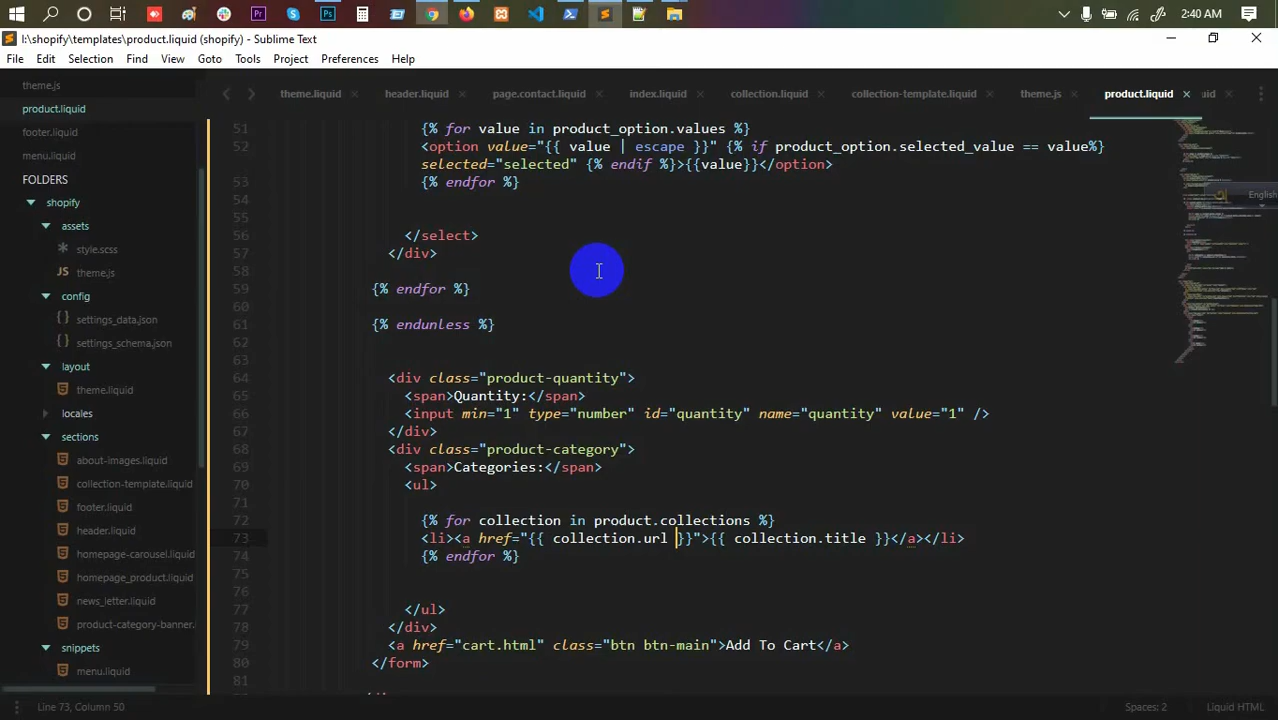 2:40 AM
I:\shopify\templates\product.liquid (shopify) - Sublime Text
File Edit Selection Find View Goto Tools Project Preferences Help
theme.js
product.liquid
footer.liquid
menu.liquid
FOLDERS
shopify
assets
style.scss
theme.js
config
settings_data.json
settings_schema.json
layout
theme.liquid
locales
sections
about-images.liquid
collection-template.liquid
footer.liquid
header.liquid
homepage-carousel.liquid
homepage_product.liquid
news_letter.liquid
product-category-banner.
snippets
menu.liquid
theme.liquid header.liquid page.contact.liquid index.liquid collection.liquid collection-template.liquid theme.js product.liquid uid
51 {% for value in product_option.values %}
52 <option value="{{ value | escape }}" {% if product_option.selected_value == value%}
selected="selected" {% endif %}>{{value}}</option>
53 {% endfor %}
54
55
56 </select>
57 </div>
58
59 {% endfor %}
60
61 {% endunless %}
62
63
64 <div class="product-quantity">
65 <span>Quantity:</span>
66 <input min="1" type="number" id="quantity" name="quantity" value="1" />
67 </div>
68 <div class="product-category">
69 <span>Categories:</span>
70 <ul>
71
72 {% for collection in product.collections %}
73 <li><a href="{{ collection.url }}">{{ collection.title }}</a></li>
74 {% endfor %}
75
76
77 </ul>
78 </div>
79 <a href="cart.html" class="btn btn-main">Add To Cart</a>
80 </form>
81
English
Line 73, Column 50 Spaces: 2 Liquid HTML